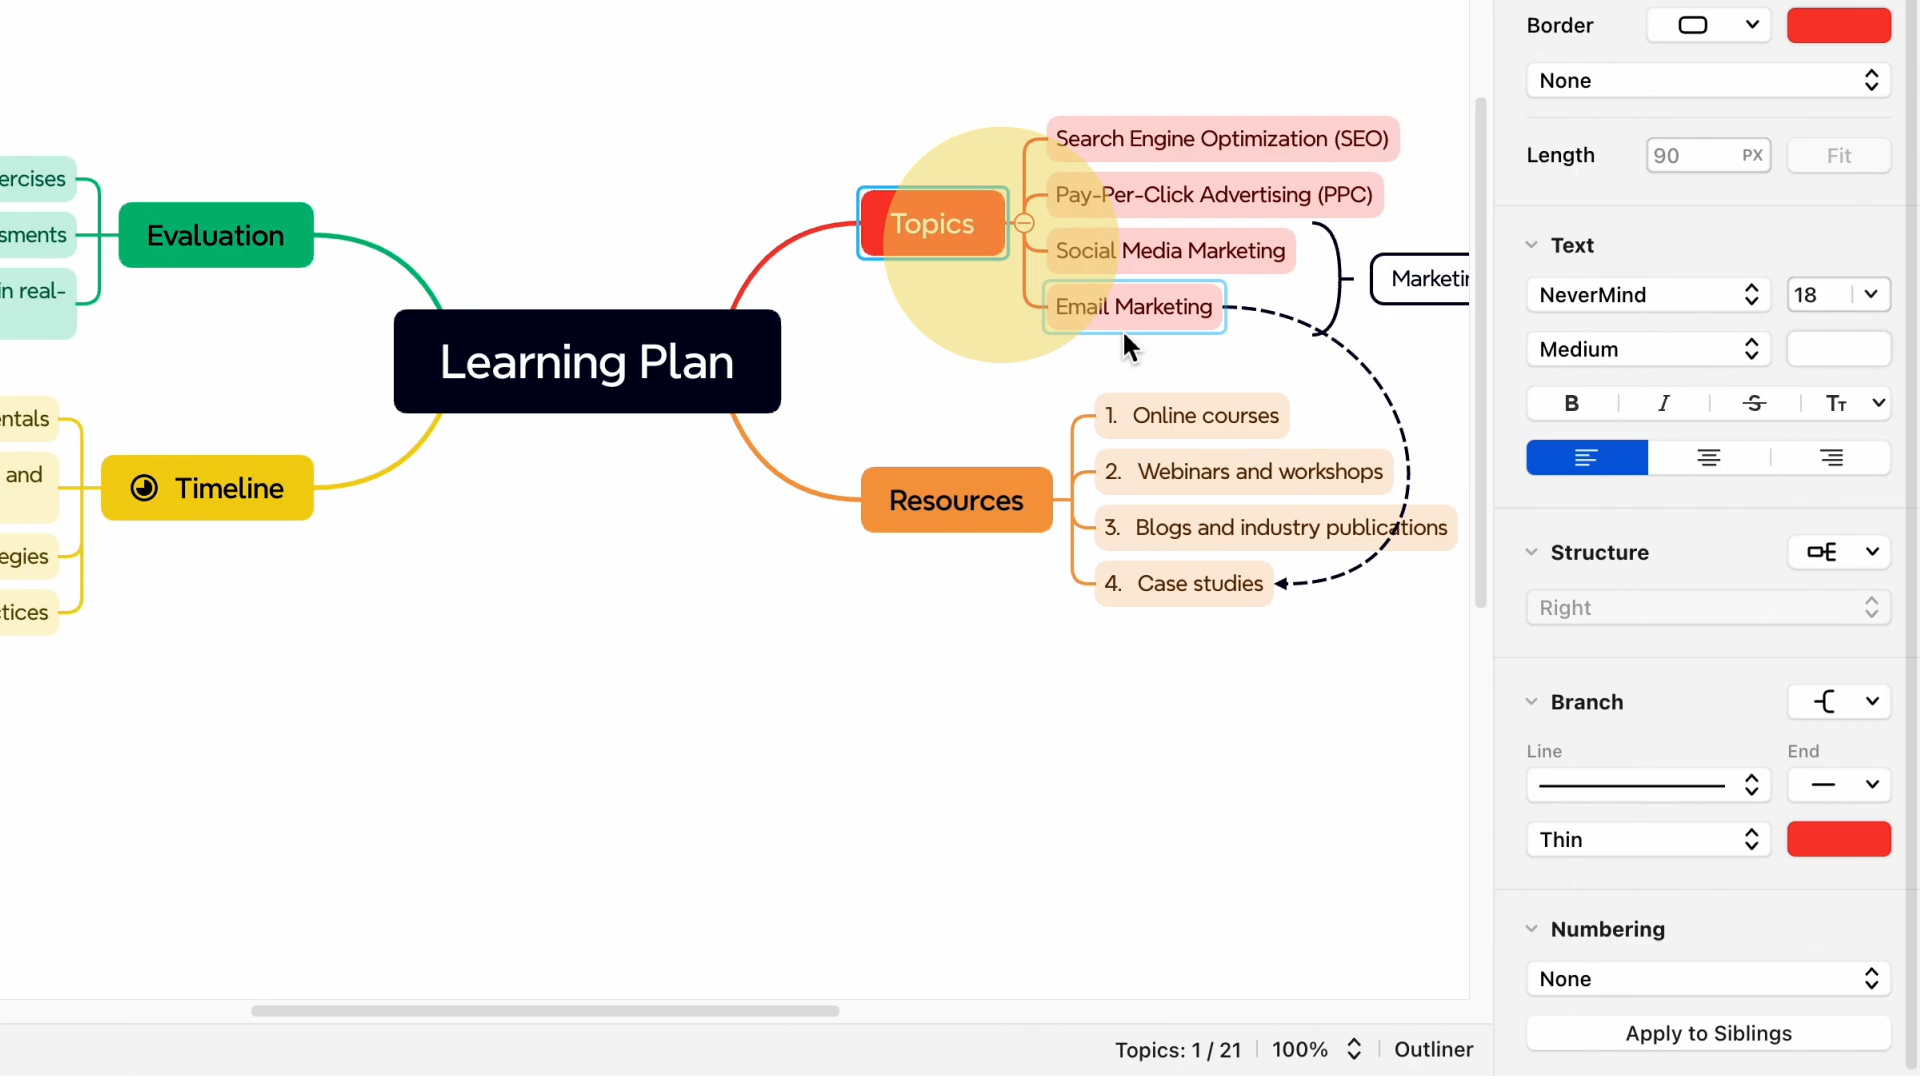 ercises
sments
in real-
Evaluation
entals
and
egies
ctices
Timeline
Learning Plan
Topics
Search Engine Optimization (SEO)
Pay-Per-Click Advertising (PPC)
Social Media Marketing
Email Marketing
Marketin
Resources
1. Online courses
2. Webinars and workshops
3. Blogs and industry publications
4. Case studies
Topics: 1 / 21
100%
Outliner
Border
None
Length
90 PX
Fit
Text
NeverMind
18
Medium
B I S Tт
Structure
Right
Branch
Line
End
Thin
Numbering
None
Apply to Siblings